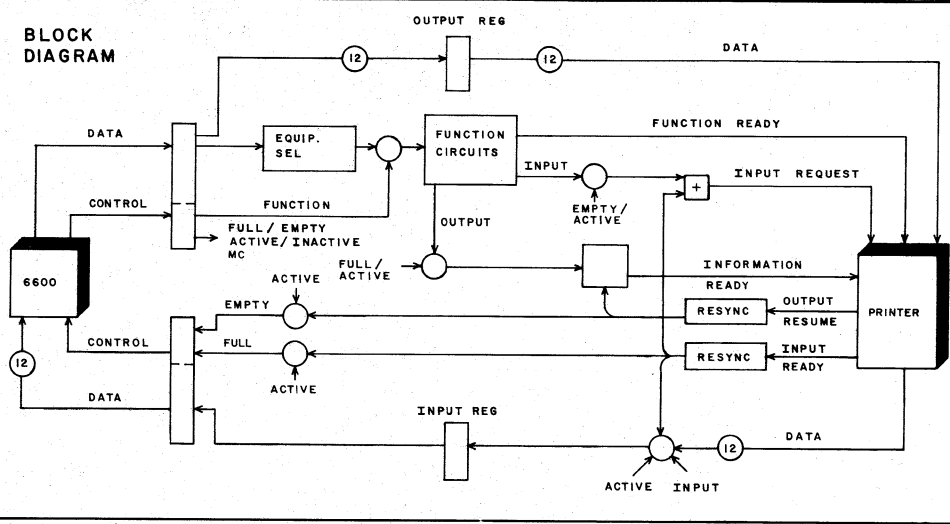 OUTPUT REG
BLOCK
DIAGRAM
12
12
DATA
DATA
EQUIP.
SEL
FUNCTION
CIRCUITS
FUNCTION READY
INPUT
+
INPUT REQUEST
CONTROL
FUNCTION
EMPTY/
ACTIVE
OUTPUT
FULL/EMPTY
ACTIVE/INACTIVE
MC
FULL/
ACTIVE
INFORMATION
READY
6600
ACTIVE
EMPTY
RESYNC
OUTPUT
RESUME
PRINTER
CONTROL
FULL
RESYNC
INPUT
READY
12
ACTIVE
DATA
INPUT REG
12
DATA
ACTIVE
INPUT